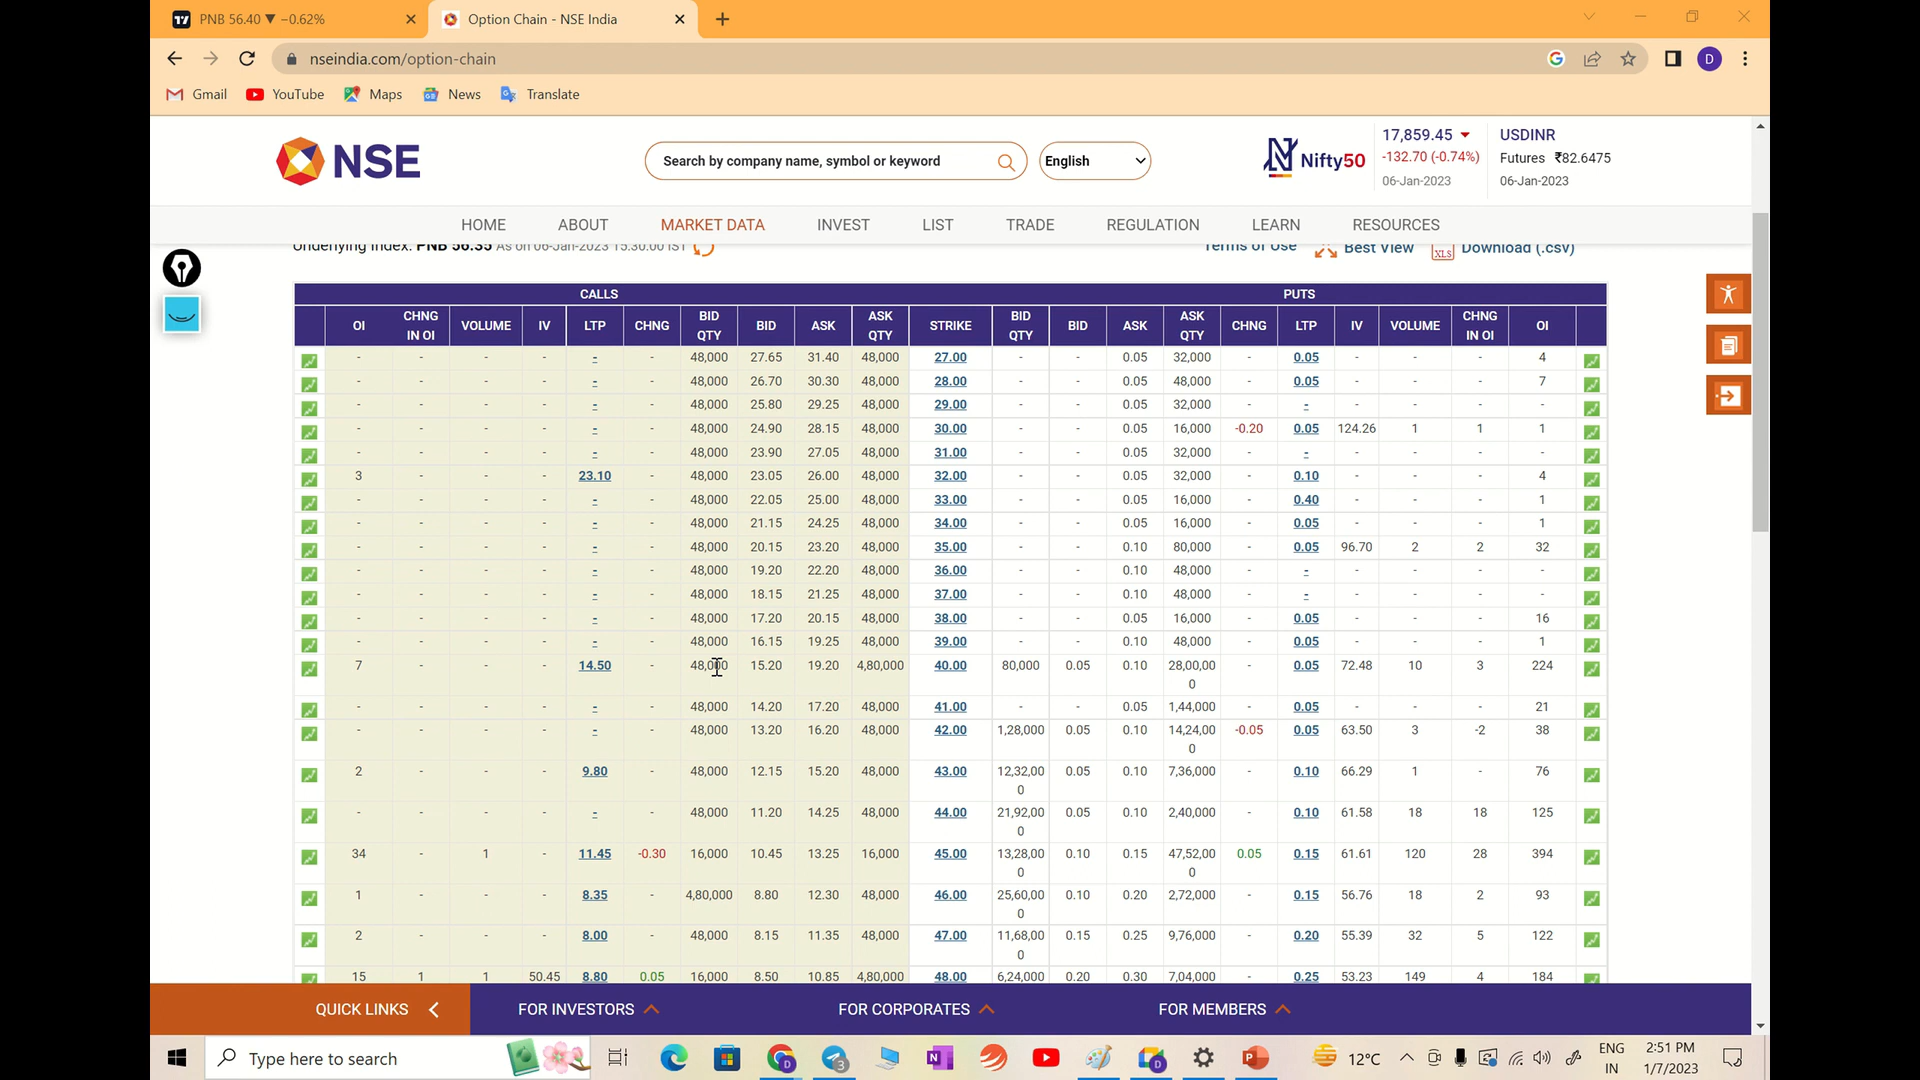 PNB 56.40 ▼ −0.62%
Option Chain - NSE India
nseindia.com/option-chain
D
Gmail YouTube Maps News Translate
NSE
Search by company name, symbol or keyword
English
Nifty50
17,859.45
-132.70 (-0.74%)
06-Jan-2023
USDINR
Futures ₹82.6475
06-Jan-2023
HOME ABOUT MARKET DATA INVEST LIST TRADE REGULATION LEARN RESOURCES
Underlying Index: PNB 56.35 As on 06-Jan-2023 15:30:00 IST
Terms of Use Best View XLS Download (.csv)
CALLS PUTS
OI CHNG IN OI VOLUME IV LTP CHNG BID QTY BID ASK ASK QTY STRIKE BID QTY BID ASK ASK QTY CHNG LTP IV VOLUME CHNG IN OI OI
- - - - - - 48,000 27.65 31.40 48,000 27.00 - - 0.05 32,000 - 0.05 - - - 4
- - - - - - 48,000 26.70 30.30 48,000 28.00 - - 0.05 48,000 - 0.05 - - - 7
- - - - - - 48,000 25.80 29.25 48,000 29.00 - - 0.05 32,000 - - - - - -
- - - - - - 48,000 24.90 28.15 48,000 30.00 - - 0.05 16,000 -0.20 0.05 124.26 1 1 1
- - - - - - 48,000 23.90 27.05 48,000 31.00 - - 0.05 32,000 - - - - - -
3 - - - 23.10 - 48,000 23.05 26.00 48,000 32.00 - - 0.05 32,000 - 0.10 - - - 4
- - - - - - 48,000 22.05 25.00 48,000 33.00 - - 0.05 16,000 - 0.40 - - - 1
- - - - - - 48,000 21.15 24.25 48,000 34.00 - - 0.05 16,000 - 0.05 - - - 1
- - - - - - 48,000 20.15 23.20 48,000 35.00 - - 0.10 80,000 - 0.05 96.70 2 2 32
- - - - - - 48,000 19.20 22.20 48,000 36.00 - - 0.10 48,000 - - - - - -
- - - - - - 48,000 18.15 21.25 48,000 37.00 - - 0.10 48,000 - - - - - -
- - - - - - 48,000 17.20 20.15 48,000 38.00 - - 0.05 16,000 - 0.05 - - - 16
- - - - - - 48,000 16.15 19.25 48,000 39.00 - - 0.10 48,000 - 0.05 - - - 1
7 - - - 14.50 - 48,000 15.20 19.20 4,80,000 40.00 80,000 0.05 0.10 28,00,000 - 0.05 72.48 10 3 224
- - - - - - 48,000 14.20 17.20 48,000 41.00 - - 0.05 1,44,000 - 0.05 - - - 21
- - - - - - 48,000 13.20 16.20 48,000 42.00 1,28,000 0.05 0.10 14,24,000 -0.05 0.05 63.50 3 -2 38
2 - - - 9.80 - 48,000 12.15 15.20 48,000 43.00 12,32,000 0.05 0.10 7,36,000 - 0.10 66.29 1 - 76
- - - - - - 48,000 11.20 14.25 48,000 44.00 21,92,000 0.05 0.10 2,40,000 - 0.10 61.58 18 18 125
34 - 1 - 11.45 -0.30 16,000 10.45 13.25 16,000 45.00 13,28,000 0.10 0.15 47,52,000 0.05 0.15 61.61 120 28 394
1 - - - 8.35 - 4,80,000 8.80 12.30 48,000 46.00 25,60,000 0.10 0.20 2,72,000 - 0.15 56.76 18 2 93
2 - - - 8.00 - 48,000 8.15 11.35 48,000 47.00 11,68,000 0.15 0.25 9,76,000 - 0.20 55.39 32 5 122
15 1 1 50.45 8.80 0.05 16,000 8.50 10.85 4,80,000 48.00 6,24,000 0.20 0.30 7,04,000 - 0.25 53.23 149 4 184
QUICK LINKS FOR INVESTORS FOR CORPORATES FOR MEMBERS
Type here to search
12°C
ENG
IN
2:51 PM
1/7/2023